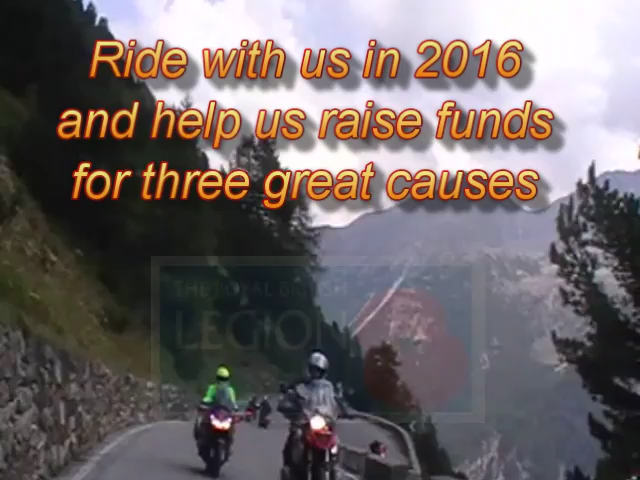 Ride with us in 2016
and help us raise funds
for three great causes
THE ROYAL BRITISH
LEGION